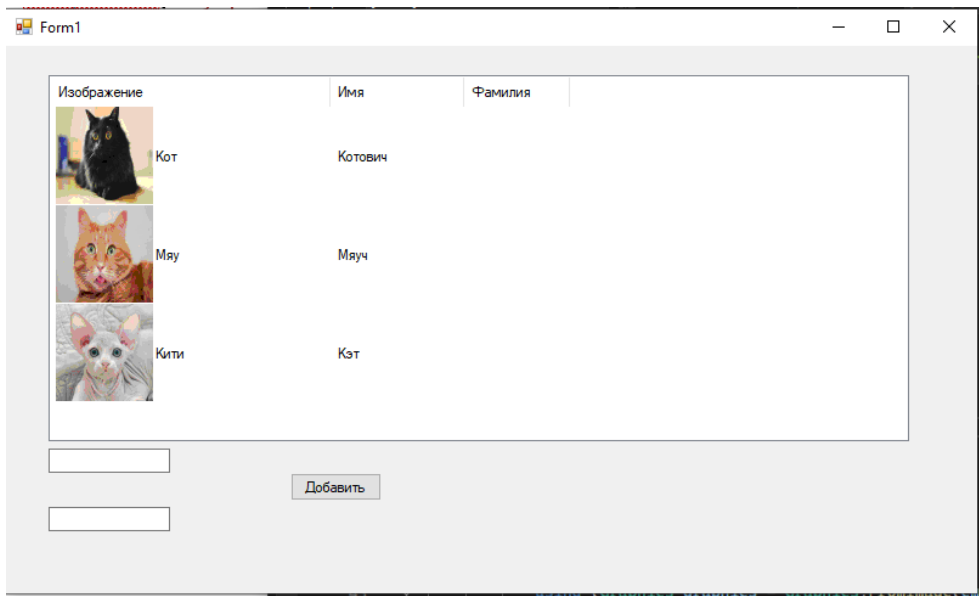 Form1
Изображение Имя Фамилия
Кот Котович
Мяу Мяуч
Кити Кэт
Добавить